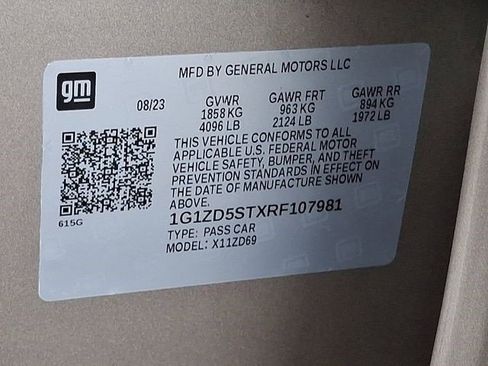 gm
MFD BY GENERAL MOTORS LLC
08/23 GVWR GAWR FRT GAWR RR
1858 KG 963 KG 894 KG
4096 LB 2124 LB 1972 LB
THIS VEHICLE CONFORMS TO ALL
APPLICABLE U.S. FEDERAL MOTOR
VEHICLE SAFETY, BUMPER, AND THEFT
PREVENTION STANDARDS IN EFFECT ON
THE DATE OF MANUFACTURE SHOWN
ABOVE.
615G
1G1ZD5STXRF107981
TYPE: PASS CAR
MODEL: X11ZD69